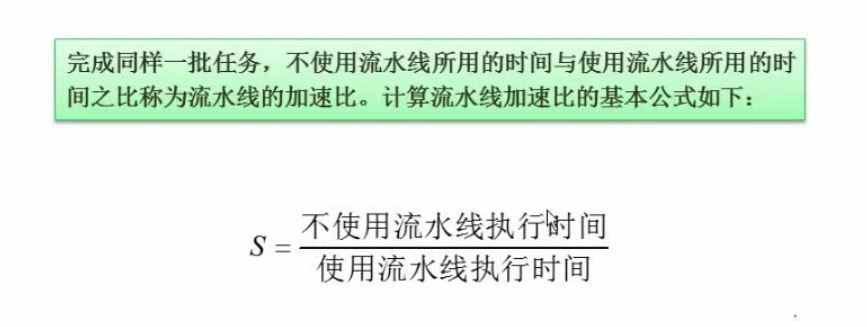 完成同样一批任务，不使用流水线所用的时间与使用流水线所用的时
间之比称为流水线的加速比。计算流水线加速比的基本公式如下：
S = 不使用流水线执行时间
使用流水线执行时间